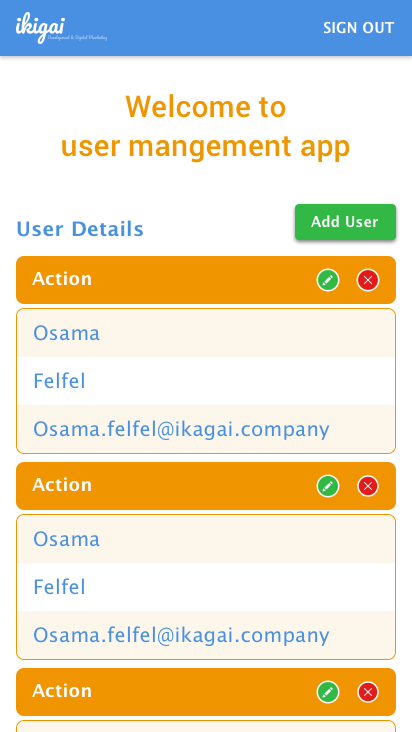 ikigai
Development & Digital Marketing
SIGN OUT
Welcome to
user mangement app
User Details
Add User
Action
Osama
Felfel
Osama.felfel@ikagai.company
Action
Osama
Felfel
Osama.felfel@ikagai.company
Action